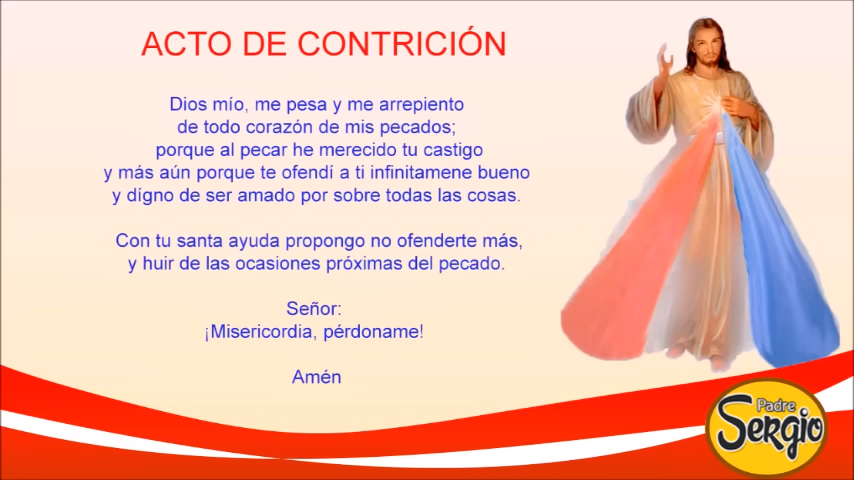 ACTO DE CONTRICIÓN
Dios mío, me pesa y me arrepiento
de todo corazón de mis pecados;
porque al pecar he merecido tu castigo
y más aún porque te ofendí a ti infinitamene bueno
y dígno de ser amado por sobre todas las cosas.
Con tu santa ayuda propongo no ofenderte más,
y huir de las ocasiones próximas del pecado.
Señor:
¡Misericordia, pérdoname!
Amén
Padre
Sergio